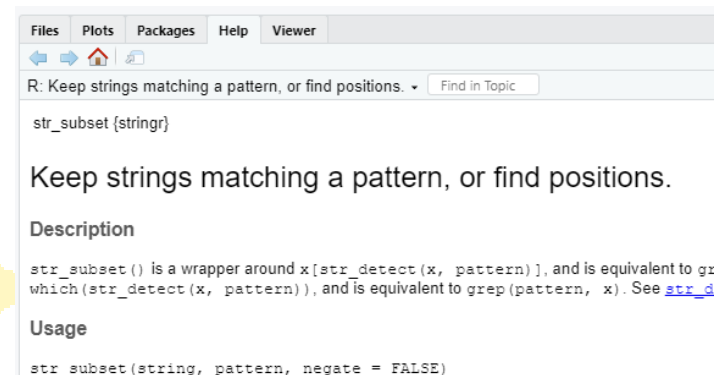 Files Plots Packages Help Viewer
R: Keep strings matching a pattern, or find positions. Find in Topic
str_subset {stringr}
Keep strings matching a pattern, or find positions.
Description
str_subset() is a wrapper around x[str_detect(x, pattern)], and is equivalent to gr
which(str_detect(x, pattern)), and is equivalent to grep(pattern, x). See str_d
Usage
str_subset(string, pattern, negate = FALSE)